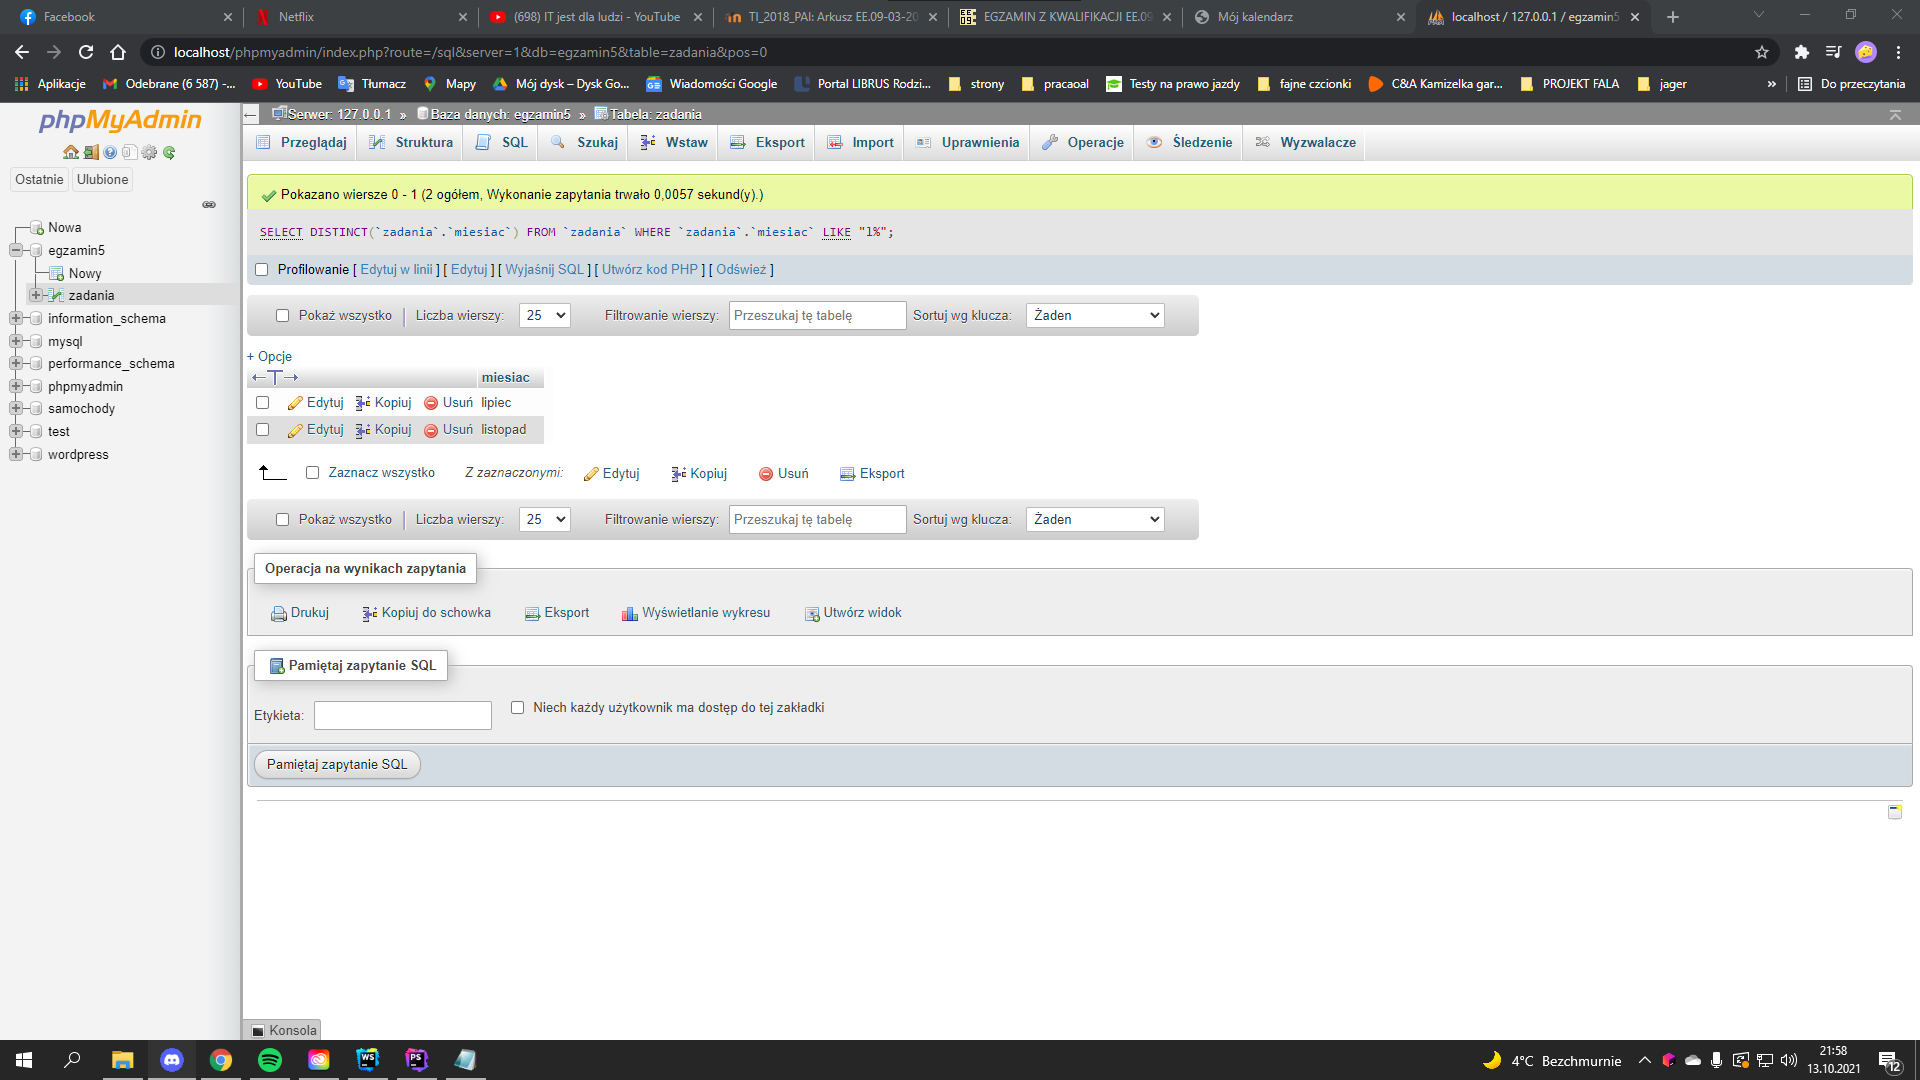 Facebook
Netflix
(698) IT jest dla ludzi - YouTube
TI_2018_PAI: Arkusz EE.09-03-20
EGZAMIN Z KWALIFIKACJI EE.09
Mój kalendarz
localhost / 127.0.0.1 / egzamin5
localhost/phpmyadmin/index.php?route=/sql&server=1&db=egzamin5&table=zadania&pos=0
Aplikacje
Odebrane (6 587) -...
YouTube
Tłumacz
Mapy
Mój dysk – Dysk Go...
Wiadomości Google
Portal LIBRUS Rodzi...
strony
pracaoal
Testy na prawo jazdy
fajne czcionki
C&A Kamizelka gar...
PROJEKT FALA
jager
»
Do przeczytania
phpMyAdmin
Ostatnie
Ulubione
Nowa
egzamin5
Nowy
zadania
information_schema
mysql
performance_schema
phpmyadmin
samochody
test
wordpress
Serwer: 127.0.0.1 » Baza danych: egzamin5 » Tabela: zadania
Przeglądaj
Struktura
SQL
Szukaj
Wstaw
Eksport
Import
Uprawnienia
Operacje
Śledzenie
Wyzwalacze
Pokazano wiersze 0 - 1 (2 ogółem, Wykonanie zapytania trwało 0,0057 sekund(y).)
SELECT DISTINCT(`zadania`.`miesiac`) FROM `zadania` WHERE `zadania`.`miesiac` LIKE "l%";
Profilowanie [ Edytuj w linii ] [ Edytuj ] [ Wyjaśnij SQL ] [ Utwórz kod PHP ] [ Odśwież ]
Pokaż wszystko | Liczba wierszy: 25 Filtrowanie wierszy: Przeszukaj tę tabelę Sortuj wg klucza: Żaden
+ Opcje
←T→ miesiac
Edytuj Kopiuj Usuń lipiec
Edytuj Kopiuj Usuń listopad
Zaznacz wszystko Z zaznaczonymi: Edytuj Kopiuj Usuń Eksport
Pokaż wszystko | Liczba wierszy: 25 Filtrowanie wierszy: Przeszukaj tę tabelę Sortuj wg klucza: Żaden
Operacja na wynikach zapytania
Drukuj Kopiuj do schowka Eksport Wyświetlanie wykresu Utwórz widok
Pamiętaj zapytanie SQL
Etykieta: Niech każdy użytkownik ma dostęp do tej zakładki
Pamiętaj zapytanie SQL
Konsola
WS
PS
4°C Bezchmurnie
21:58
13.10.2021
12